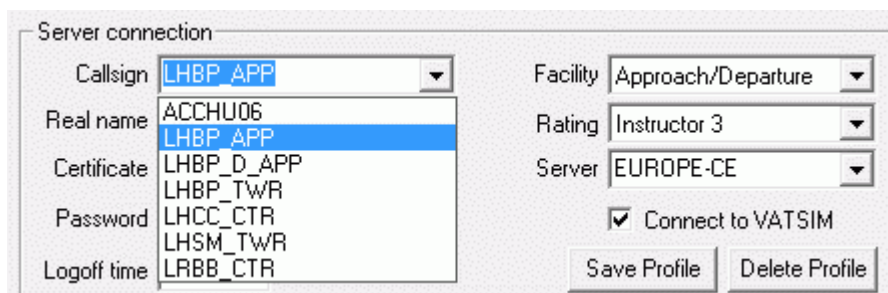 Server connection
Callsign LHBP_APP Facility Approach/Departure
Real name ACCHU06 Rating Instructor 3
LHBP_APP
Certificate LHBP_D_APP Server EUROPE-CE
LHBP_TWR
Password LHCC_CTR Connect to VATSIM
LHSM_TWR
Logoff time LRBB_CTR Save Profile Delete Profile